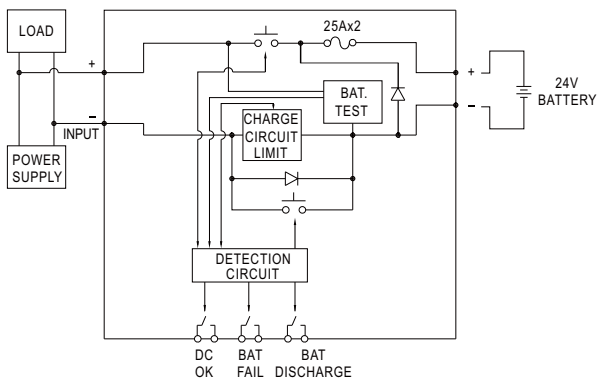 LOAD
25Ax2
+
+
+
24V
BATTERY
BAT.
TEST
−
−
−
INPUT
CHARGE
CIRCUIT
LIMIT
POWER
SUPPLY
DETECTION
CIRCUIT
DC
OK
BAT
FAIL
BAT
DISCHARGE